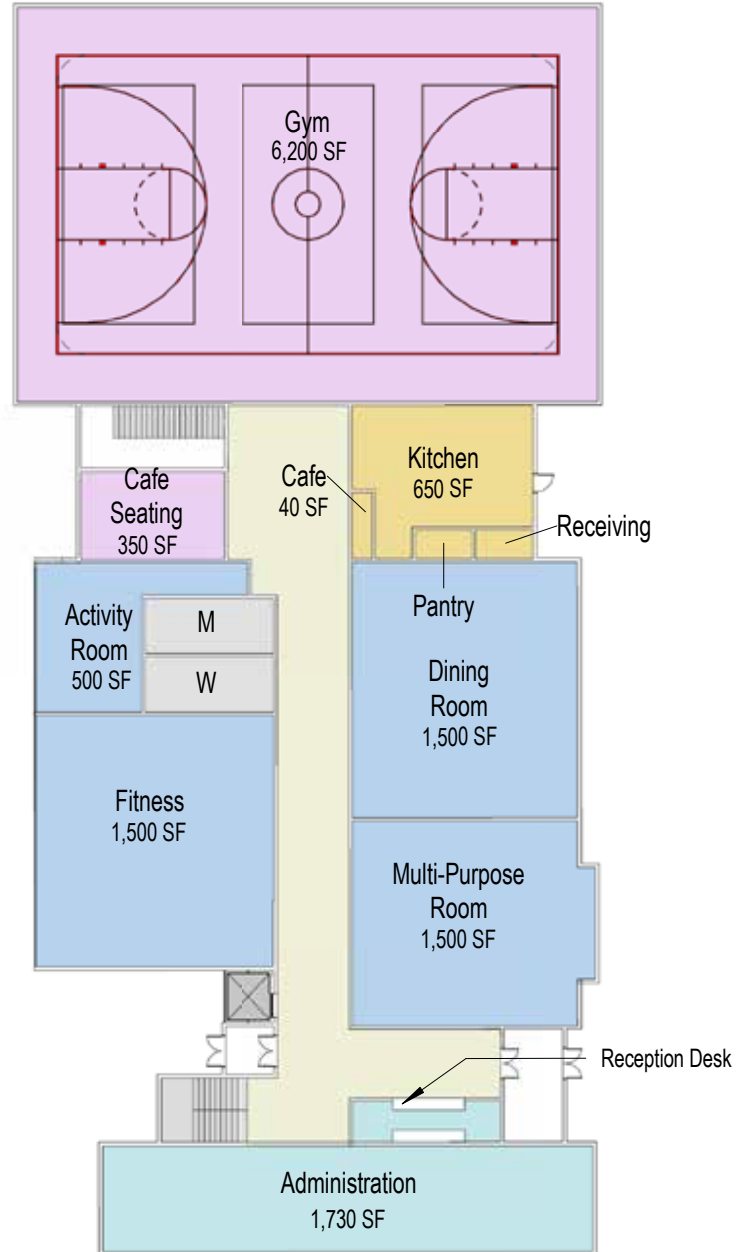 Gym
6,200 SF
Cafe
Seating
350 SF
Cafe
40 SF
Kitchen
650 SF
Receiving
Pantry
Activity
Room
500 SF
M
W
Dining
Room
1,500 SF
Fitness
1,500 SF
Multi-Purpose
Room
1,500 SF
Reception Desk
Administration
1,730 SF